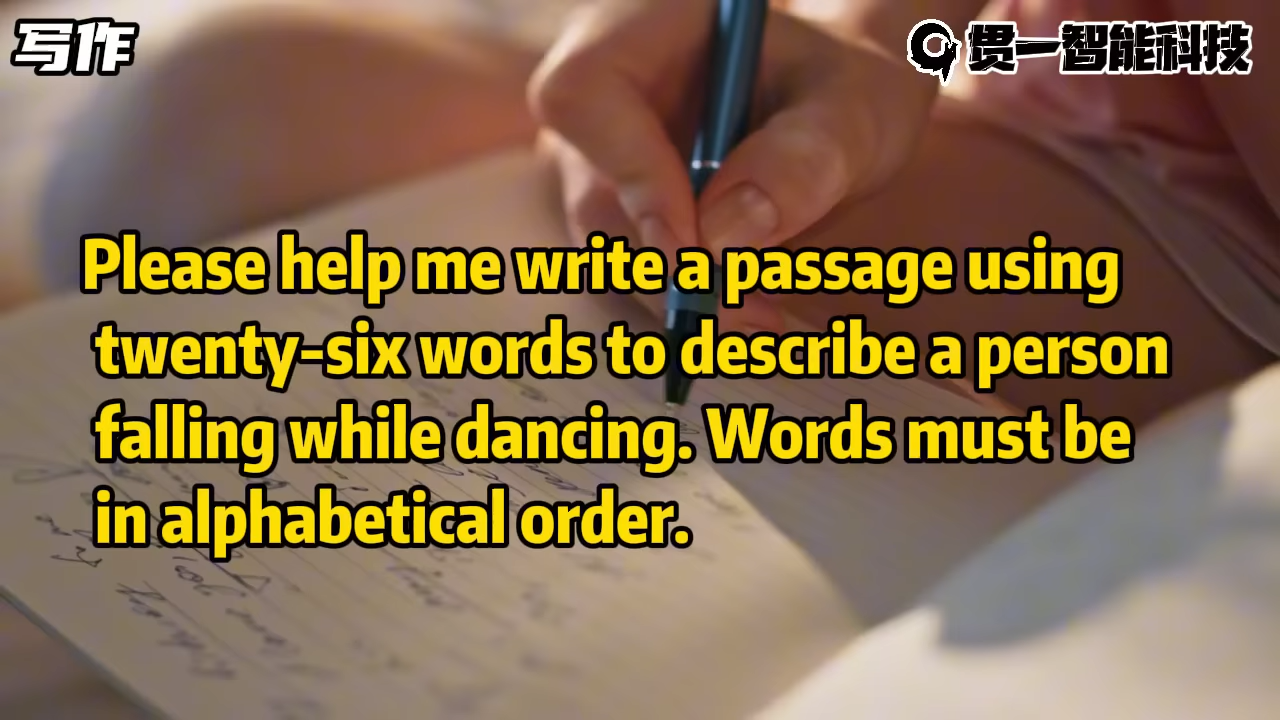 写作
贯一智能科技
Please help me write a passage using
twenty-six words to describe a person
falling while dancing. Words must be
in alphabetical order.